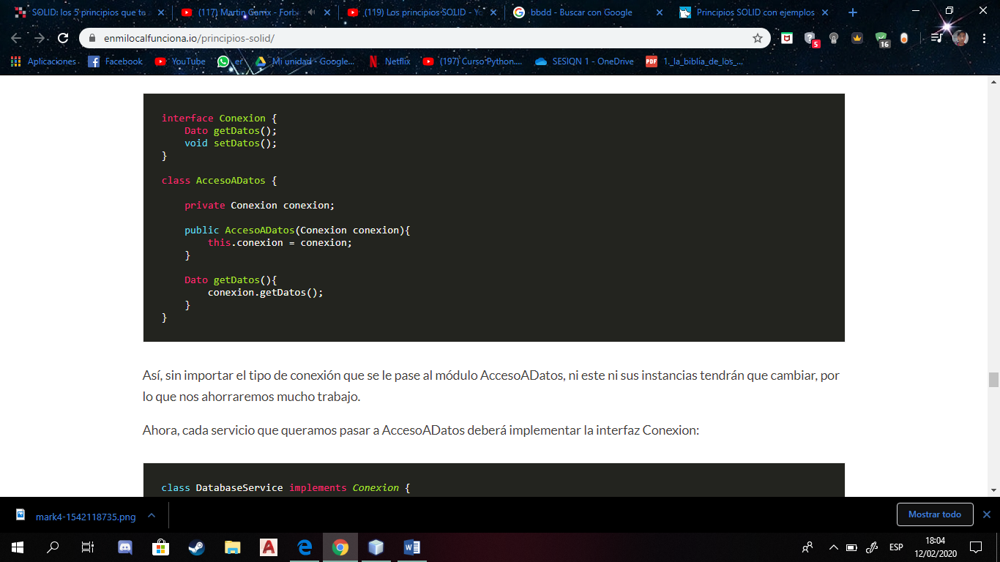 SOLID: los 5 principios que te a
(117) Martin Garrix - Forb
(119) Los principios SOLID - Yo
bbdd - Buscar con Google
Principios SOLID con ejemplos
enmilocalfunciona.io/principios-solid/
5
16
Aplicaciones
Facebook
YouTube
er
Mi unidad - Google...
Netflix
(197) Curso Python....
SESIQN 1 - OneDrive
PDF
1._la_biblia_de_los_...
interface Conexion {
Dato getDatos();
void setDatos();
}
class AccesoADatos {
private Conexion conexion;
public AccesoADatos(Conexion conexion){
this.conexion = conexion;
}
Dato getDatos(){
conexion.getDatos();
}
}
Así, sin importar el tipo de conexión que se le pase al módulo AccesoADatos, ni este ni sus instancias tendrán que cambiar, por
lo que nos ahorraremos mucho trabajo.
Ahora, cada servicio que queramos pasar a AccesoADatos deberá implementar la interfaz Conexion:
class DatabaseService implements Conexion {
mark4-1542118735.png
Mostrar todo
ESP
18:04
12/02/2020